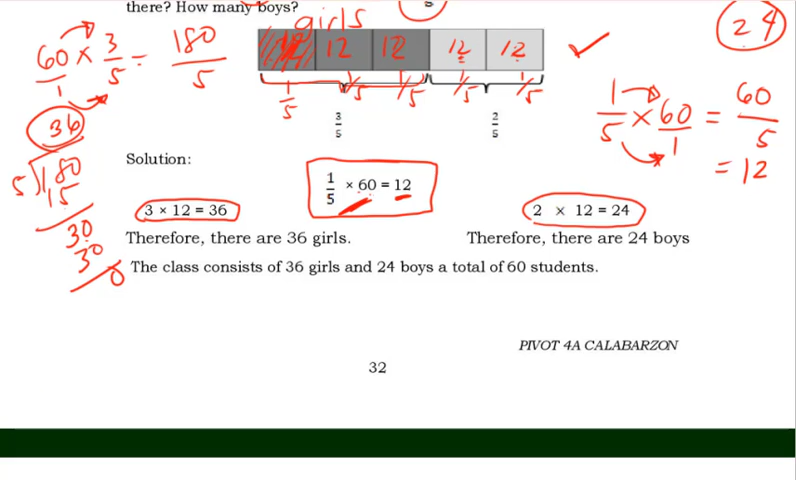 there? How many boys?
girls
24
60/1 × 3/5 = 180/5
12 12 12 12
1/5 1/5 1/5 1/5 1/5
3/5 2/5
36
5)180
15
30
30
0
1/5 × 60/1 = 60/5
= 12
Solution:
1/5 × 60 = 12
3 × 12 = 36 2 × 12 = 24
Therefore, there are 36 girls. Therefore, there are 24 boys
The class consists of 36 girls and 24 boys a total of 60 students.
PIVOT 4A CALABARZON
32